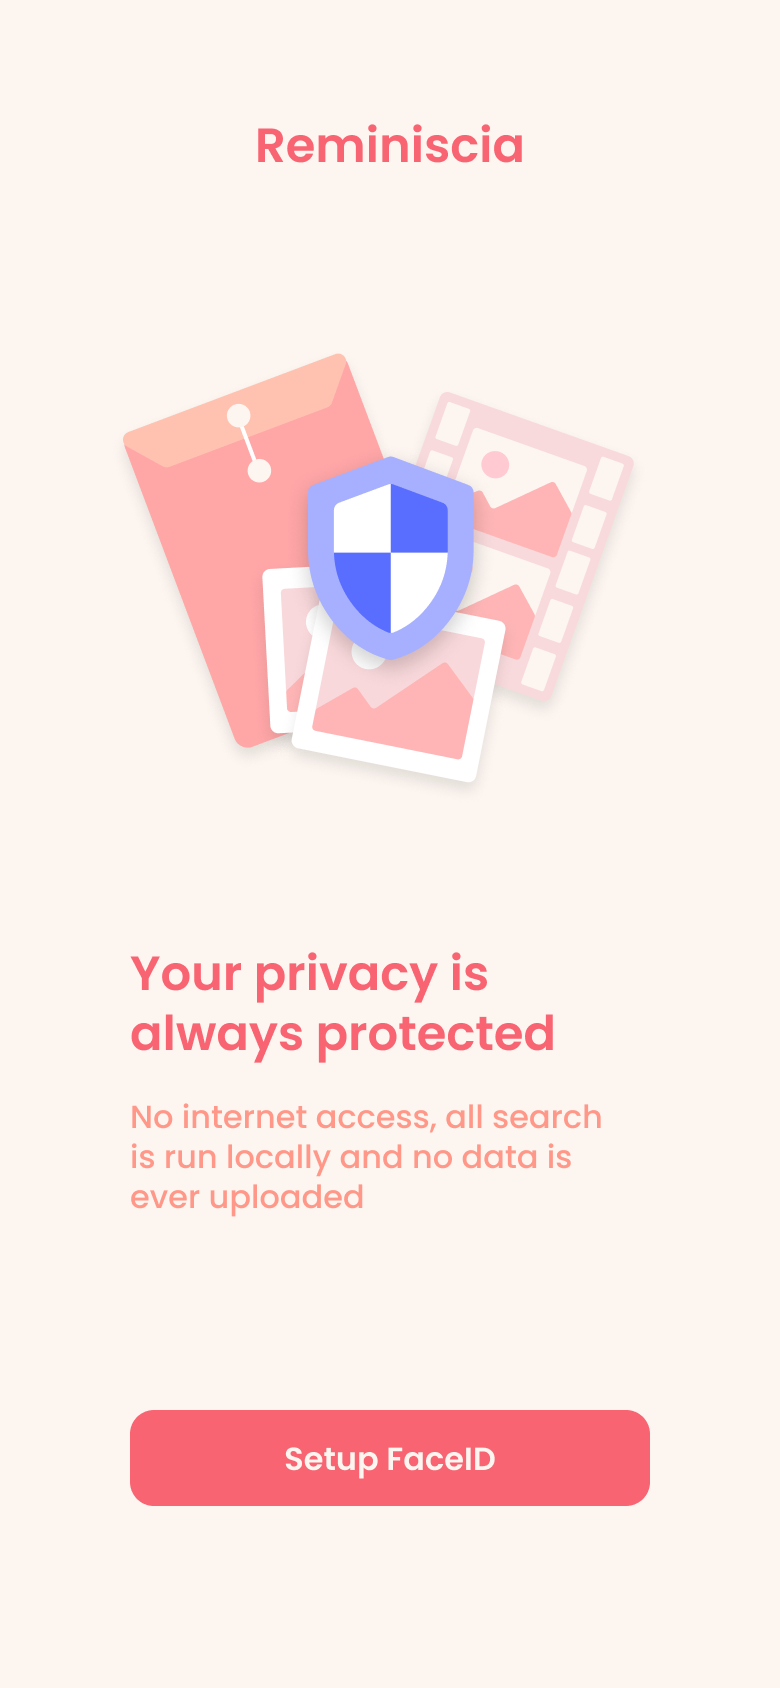 Reminiscia
Your privacy is
always protected
No internet access, all search
is run locally and no data is
ever uploaded
Setup FaceID